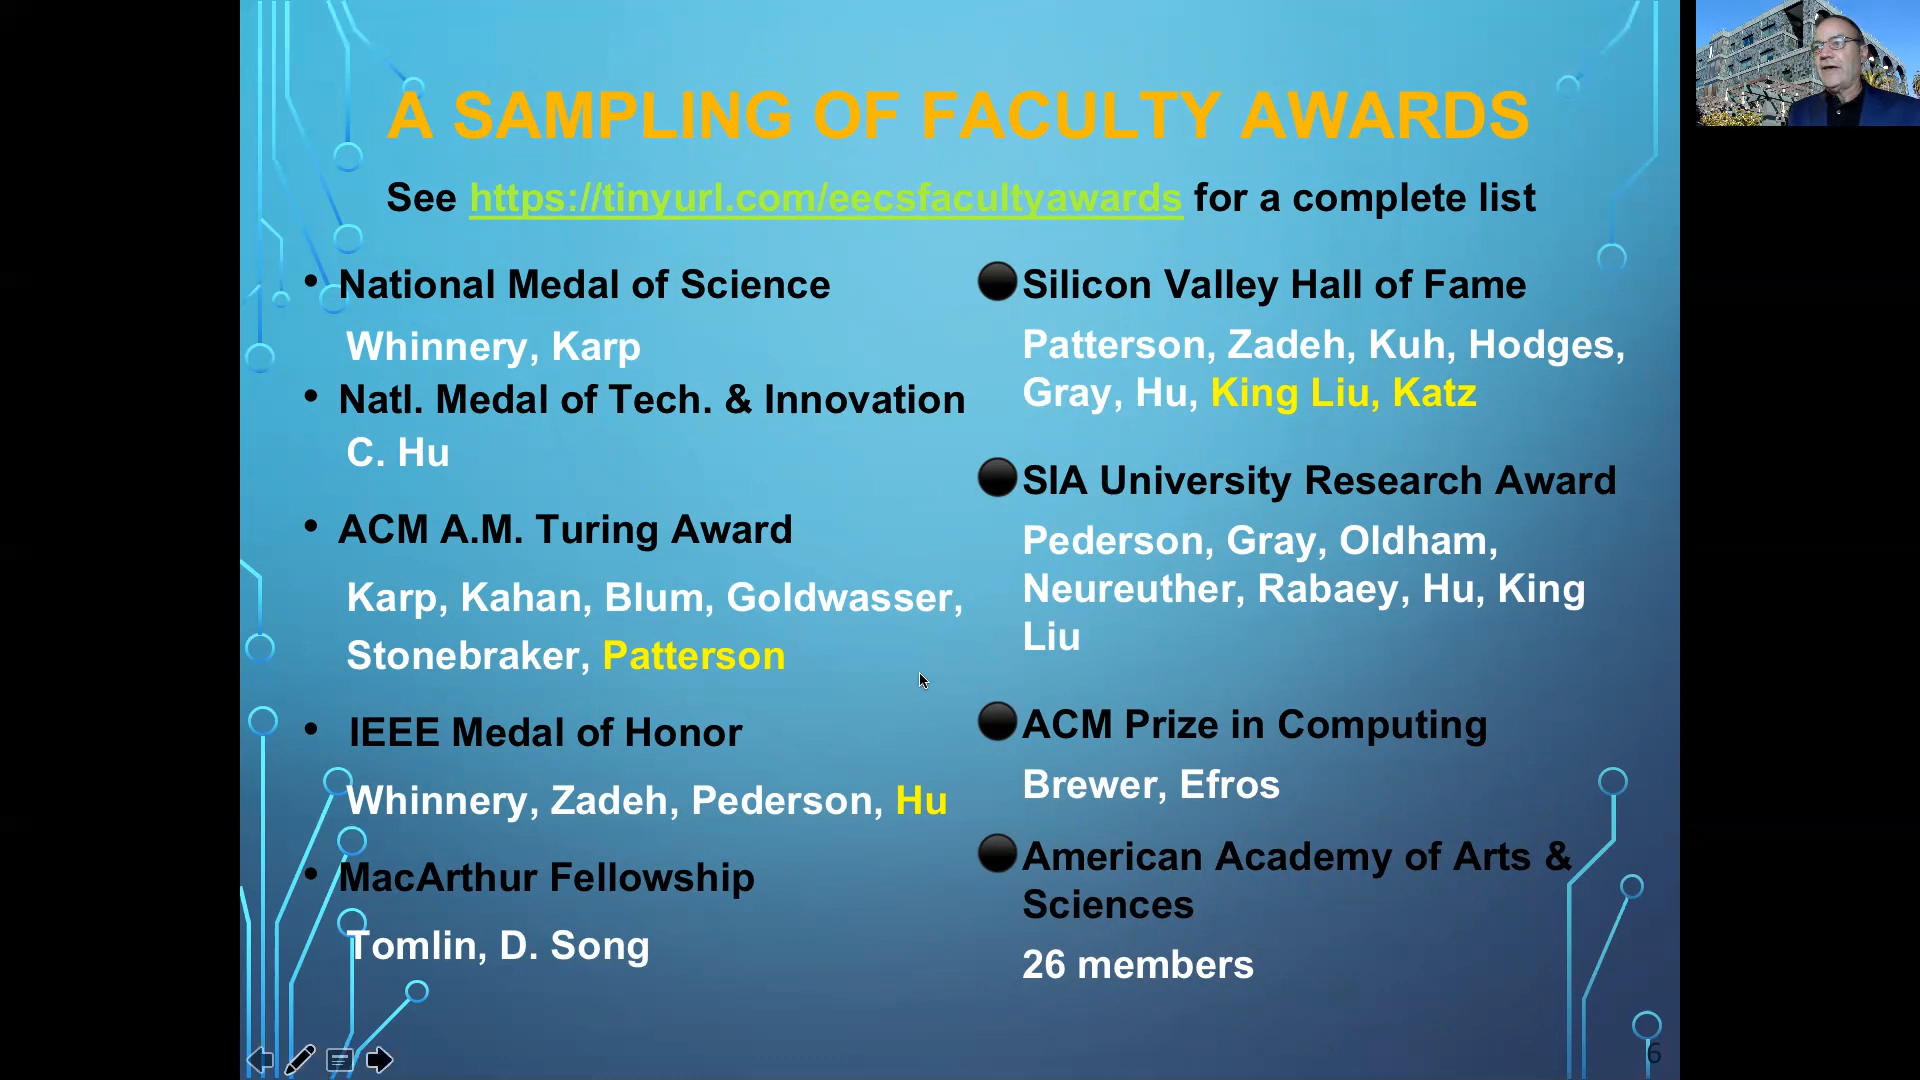 A SAMPLING OF FACULTY AWARDS
See https://tinyurl.com/eecsfacultyawards for a complete list
• National Medal of Science
Whinnery, Karp
• Natl. Medal of Tech. & Innovation
C. Hu
• ACM A.M. Turing Award
Karp, Kahan, Blum, Goldwasser,
Stonebraker, Patterson
• IEEE Medal of Honor
Whinnery, Zadeh, Pederson, Hu
• MacArthur Fellowship
Tomlin, D. Song
Silicon Valley Hall of Fame
Patterson, Zadeh, Kuh, Hodges,
Gray, Hu, King Liu, Katz
SIA University Research Award
Pederson, Gray, Oldham,
Neureuther, Rabaey, Hu, King
Liu
ACM Prize in Computing
Brewer, Efros
American Academy of Arts &
Sciences
26 members
6